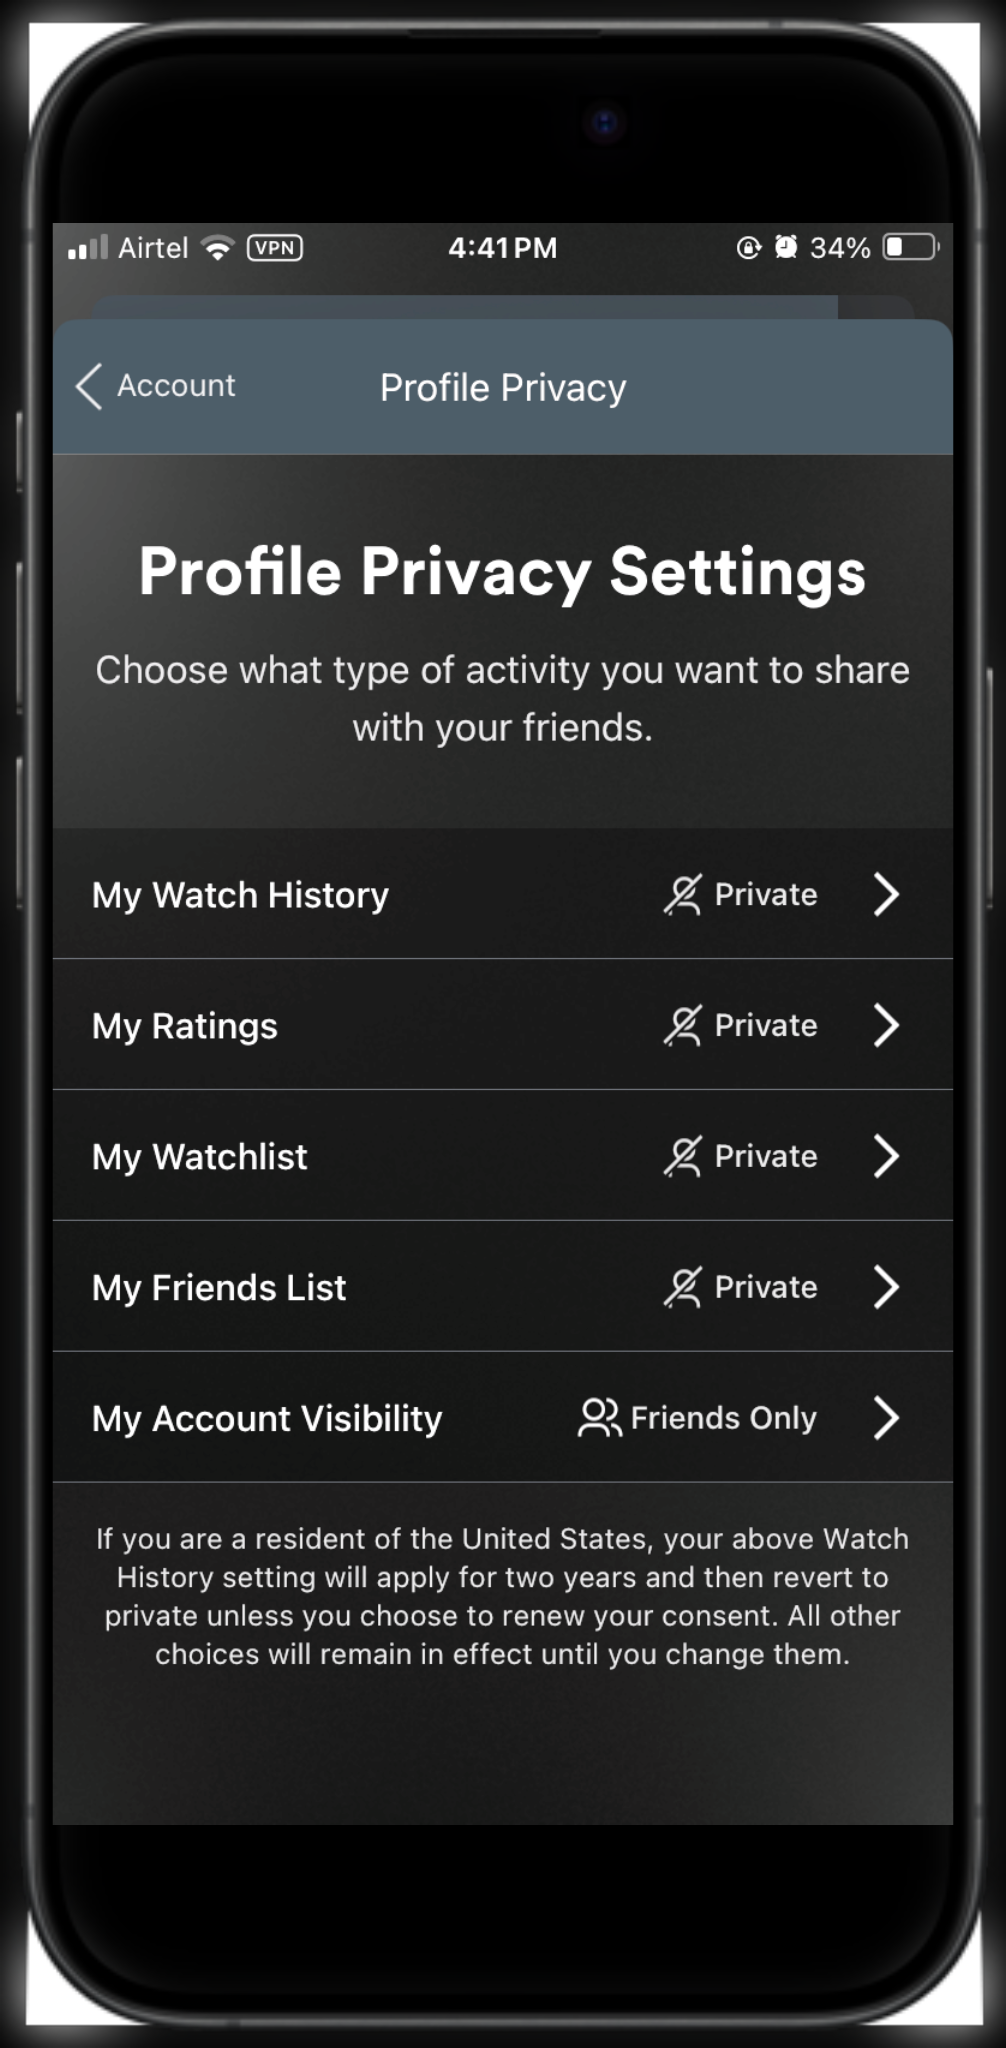 Airtel VPN 4:41 PM 34%
Account Profile Privacy
Profile Privacy Settings
Choose what type of activity you want to share
with your friends.
My Watch History Private
My Ratings Private
My Watchlist Private
My Friends List Private
My Account Visibility Friends Only
If you are a resident of the United States, your above Watch
History setting will apply for two years and then revert to
private unless you choose to renew your consent. All other
choices will remain in effect until you change them.